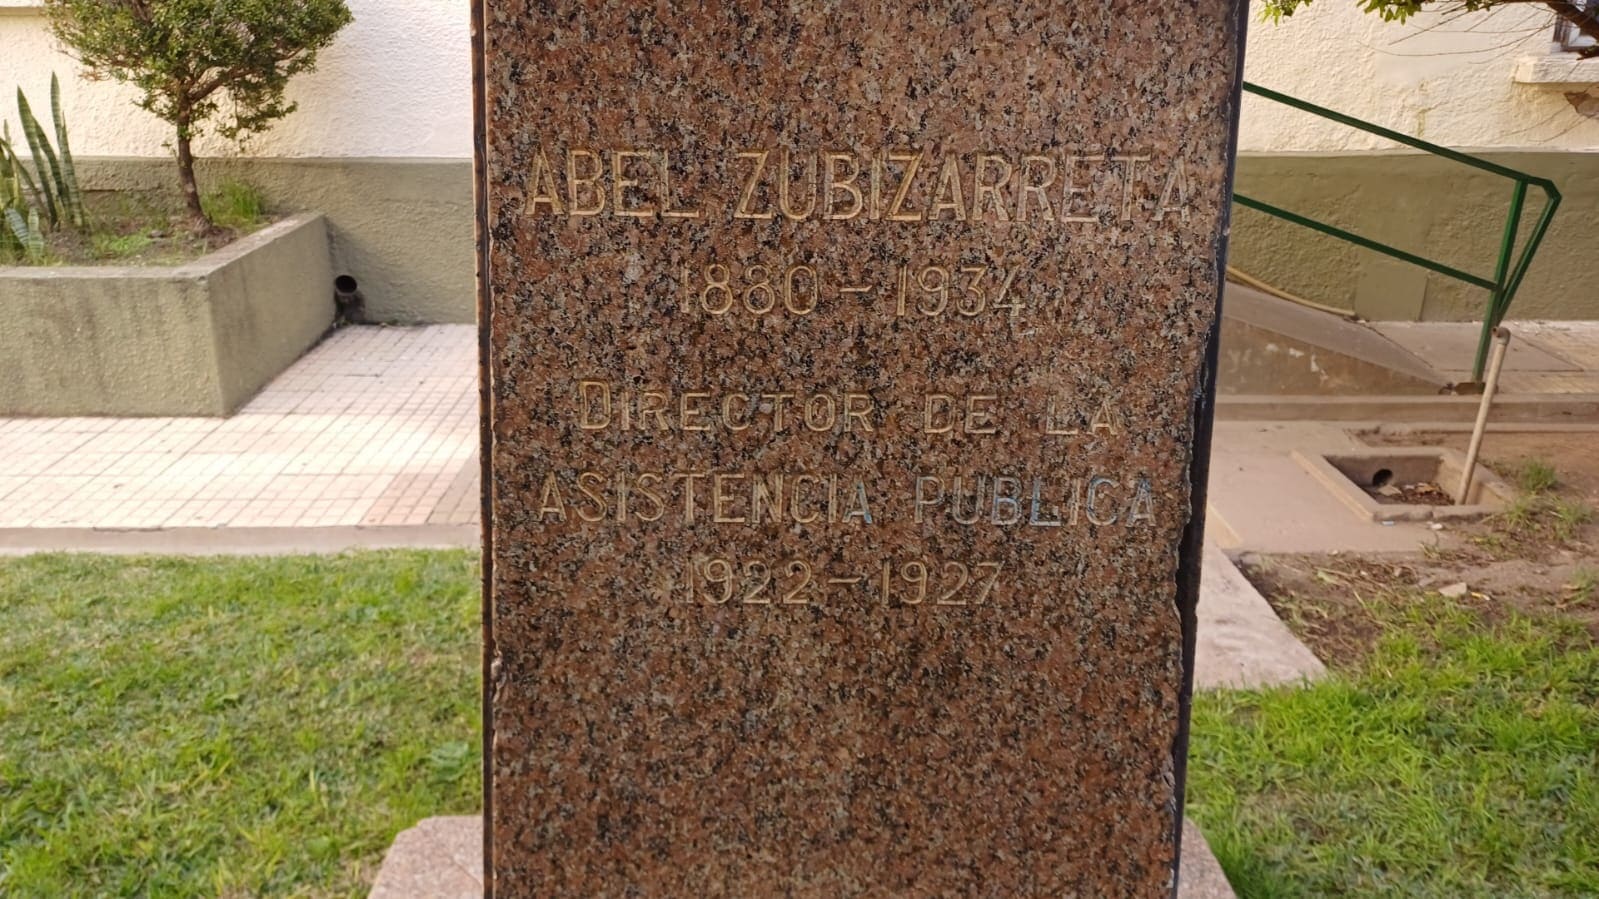 ABEL ZUBIZARRETA
1880 - 1934
DIRECTOR DE LA
ASISTENCIA PUBLICA
1922 - 1927